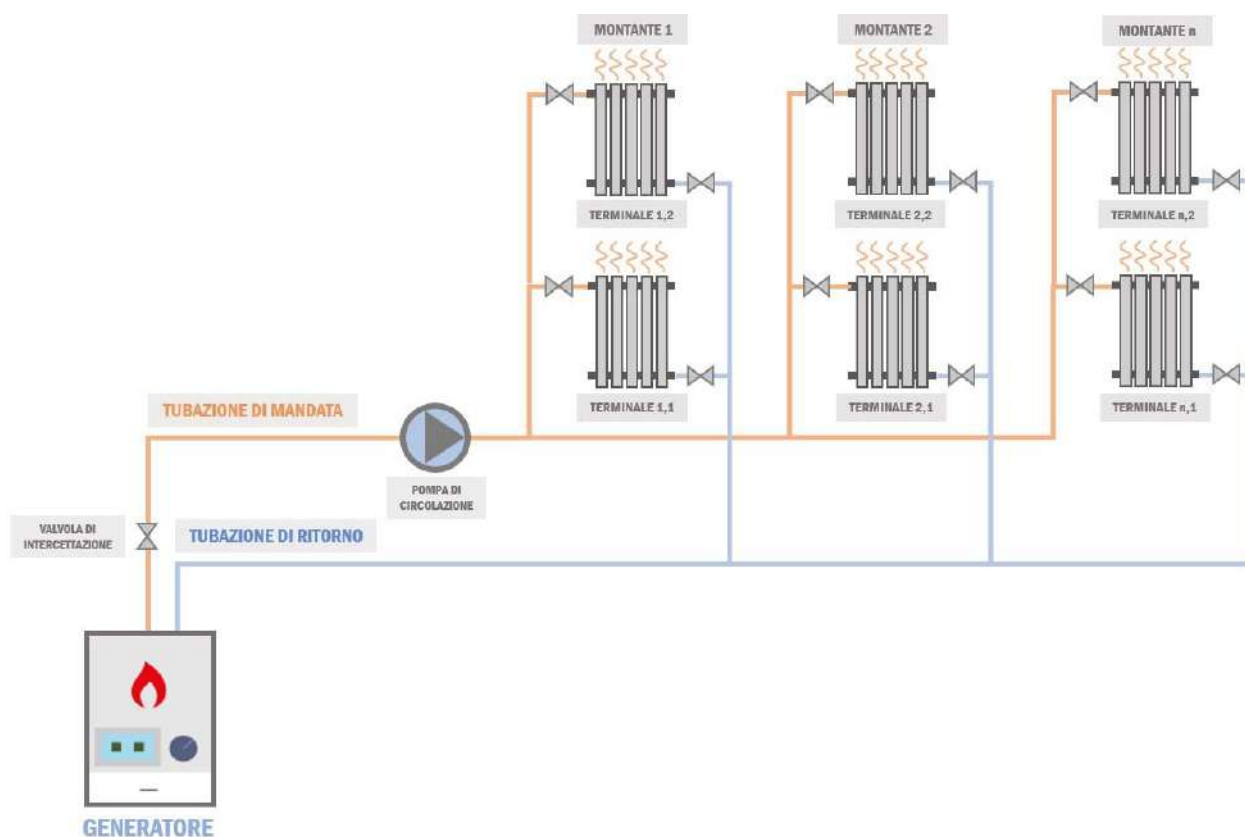 MONTANTE 1
MONTANTE 2
MONTANTE n
TERMINALE 1,2
TERMINALE 2,2
TERMINALE n,2
TERMINALE 1,1
TERMINALE 2,1
TERMINALE n,1
TUBAZIONE DI MANDATA
POMPA DI
CIRCOLAZIONE
VALVOLA DI
INTERCETTAZIONE
TUBAZIONE DI RITORNO
GENERATORE